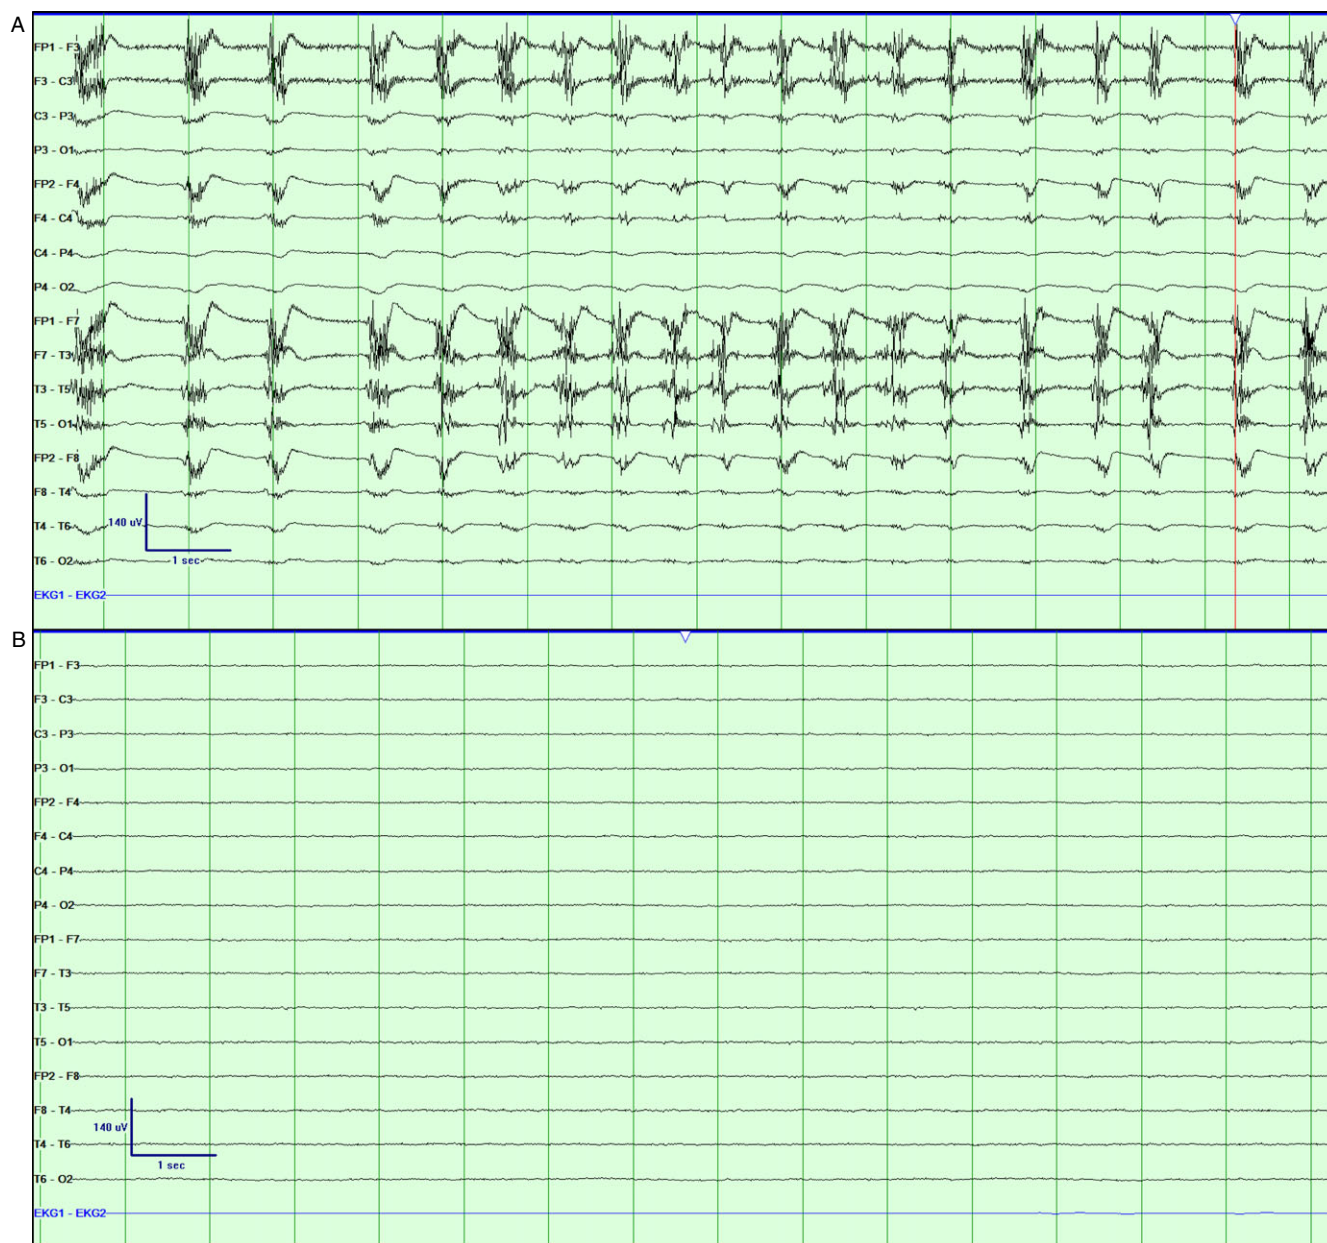 A
FP1 - F3
F3 - C3
C3 - P3
P3 - O1
FP2 - F4
F4 - C4
C4 - P4
P4 - O2
FP1 - F7
F7 - T3
T3 - T5
T5 - O1
FP2 - F8
F8 - T4
140 uV
T4 - T6
1 sec
T6 - O2
EKG1 - EKG2
B
FP1 - F3
F3 - C3
C3 - P3
P3 - O1
FP2 - F4
F4 - C4
C4 - P4
P4 - O2
FP1 - F7
F7 - T3
T3 - T5
T5 - O1
FP2 - F8
F8 - T4
140 uV
T4 - T6
1 sec
T6 - O2
EKG1 - EKG2